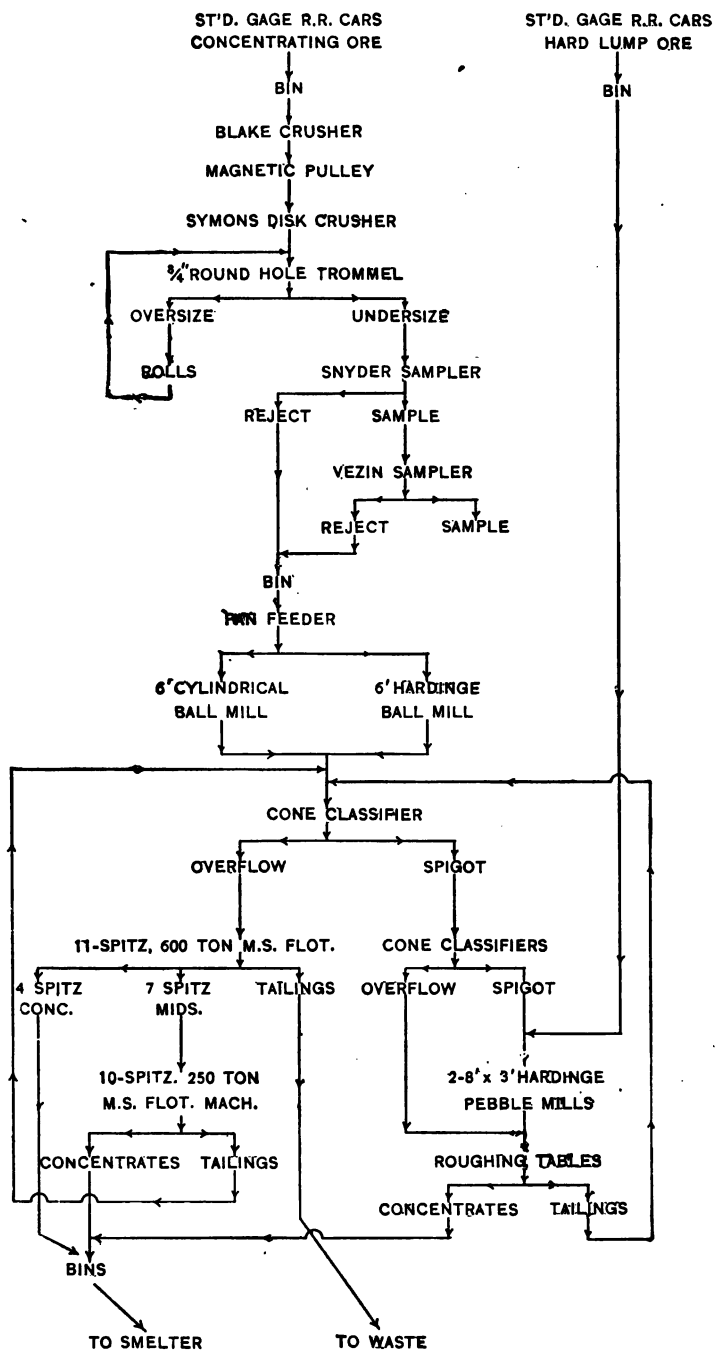 ST'D. GAGE R.R. CARS
CONCENTRATING ORE
ST'D. GAGE R.R. CARS
HARD LUMP ORE
BIN
BIN
BLAKE CRUSHER
MAGNETIC PULLEY
SYMONS DISK CRUSHER
3/4" ROUND HOLE TROMMEL
OVERSIZE
UNDERSIZE
ROLLS
SNYDER SAMPLER
REJECT
SAMPLE
VEZIN SAMPLER
REJECT
SAMPLE
BIN
PAN FEEDER
6' CYLINDRICAL
BALL MILL
6' HARDINGE
BALL MILL
CONE CLASSIFIER
OVERFLOW
SPIGOT
11-SPITZ, 600 TON M.S. FLOT.
CONE CLASSIFIERS
4 SPITZ
CONC.
7 SPITZ
MIDS.
TAILINGS
OVERFLOW
SPIGOT
10-SPITZ. 250 TON
M.S. FLOT. MACH.
2-8' x 3' HARDINGE
PEBBLE MILLS
CONCENTRATES
TAILINGS
ROUGHING TABLES
CONCENTRATES
TAILINGS
BINS
TO SMELTER
TO WASTE